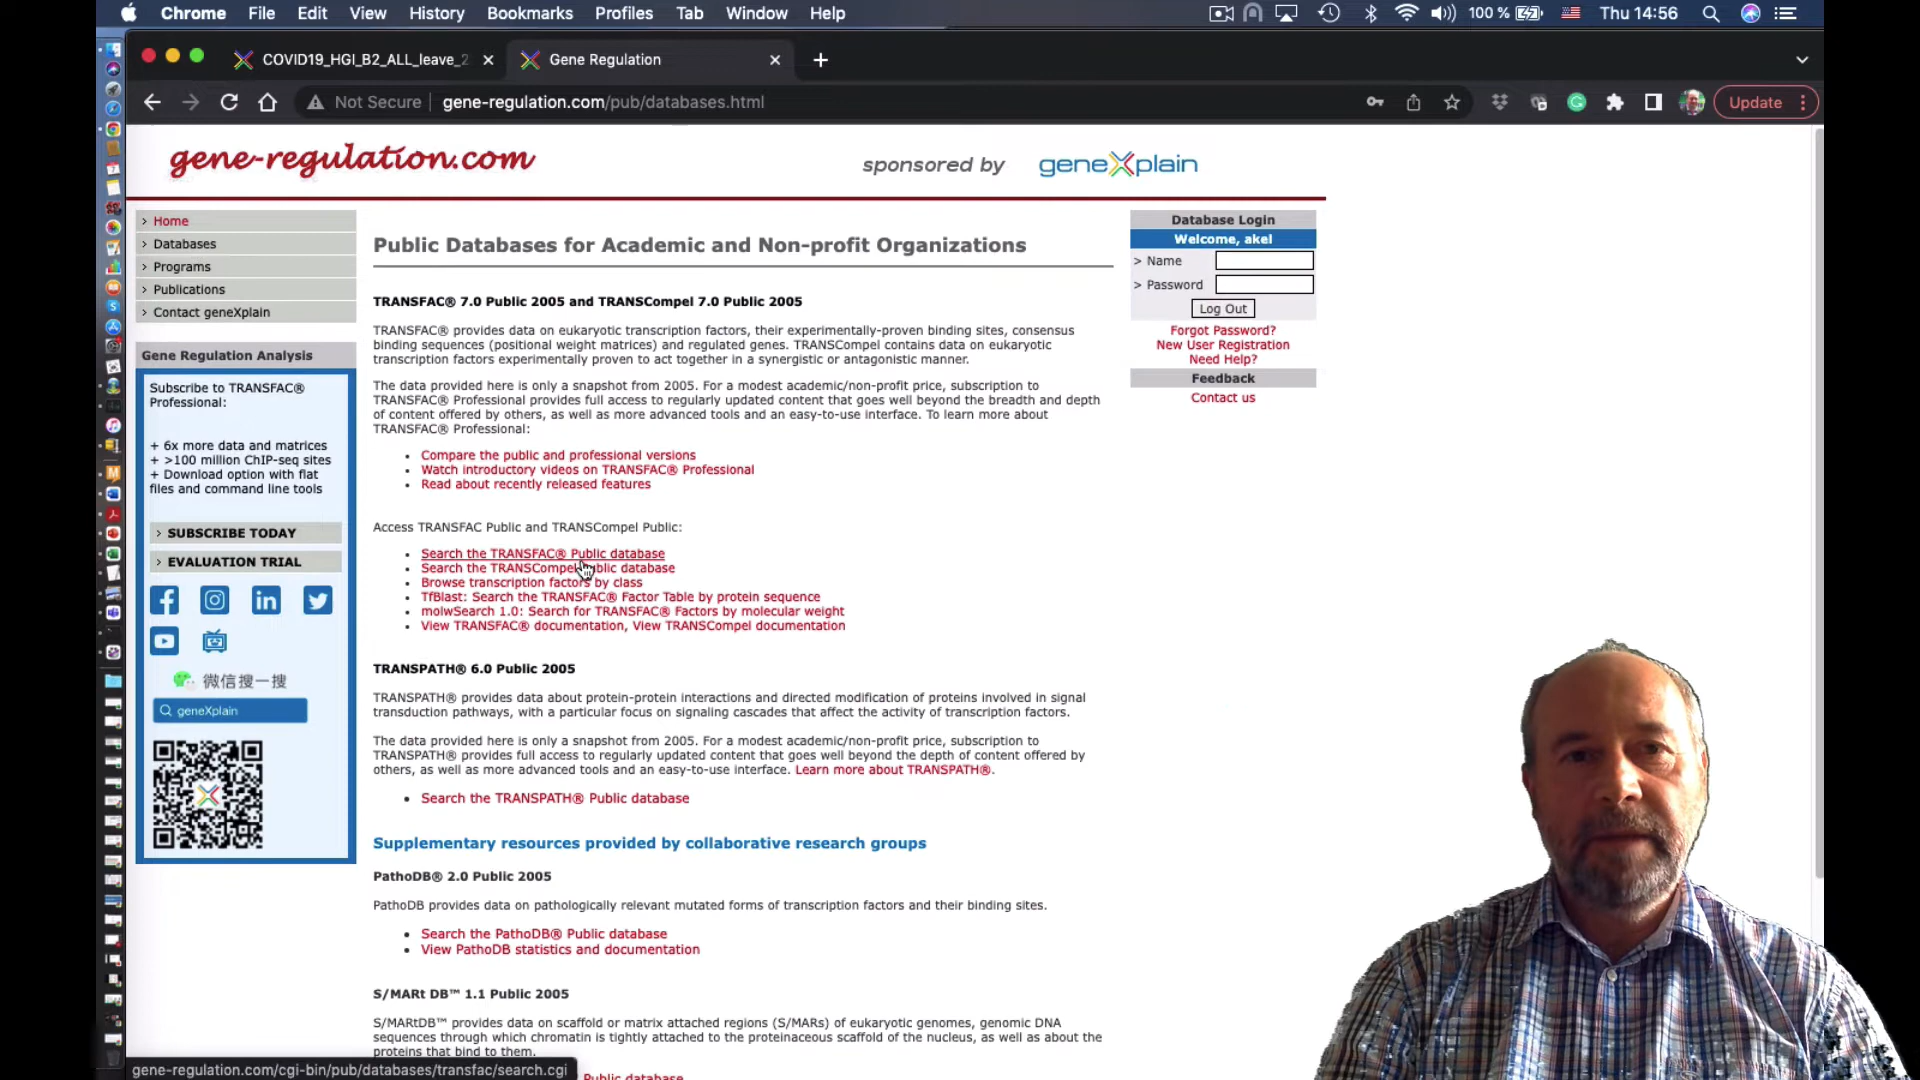 Chrome File Edit View History Bookmarks Profiles Tab Window Help 100 % Thu 14:56
COVID19_HGI_B2_ALL_leave_2 Gene Regulation
Not Secure gene-regulation.com/pub/databases.html Update
gene-regulation.com sponsored by geneXplain
> Home
> Databases
> Programs
> Publications
> Contact geneXplain
Gene Regulation Analysis
Subscribe to TRANSFAC®
Professional:
+ 6x more data and matrices
+ >100 million ChIP-seq sites
+ Download option with flat
files and command line tools
> SUBSCRIBE TODAY
> EVALUATION TRIAL
微信搜一搜
geneXplain
Public Databases for Academic and Non-profit Organizations
TRANSFAC® 7.0 Public 2005 and TRANSCompel 7.0 Public 2005
TRANSFAC® provides data on eukaryotic transcription factors, their experimentally-proven binding sites, consensus
binding sequences (positional weight matrices) and regulated genes. TRANSCompel contains data on eukaryotic
transcription factors experimentally proven to act together in a synergistic or antagonistic manner.
The data provided here is only a snapshot from 2005. For a modest academic/non-profit price, subscription to
TRANSFAC® Professional provides full access to regularly updated content that goes well beyond the breadth and depth
of content offered by others, as well as more advanced tools and an easy-to-use interface. To learn more about
TRANSFAC® Professional:
• Compare the public and professional versions
• Watch introductory videos on TRANSFAC® Professional
• Read about recently released features
Access TRANSFAC Public and TRANSCompel Public:
• Search the TRANSFAC® Public database
• Search the TRANSCompel Public database
• Browse transcription factors by class
• TfBlast: Search the TRANSFAC® Factor Table by protein sequence
• molwSearch 1.0: Search for TRANSFAC® Factors by molecular weight
• View TRANSFAC® documentation, View TRANSCompel documentation
TRANSPATH® 6.0 Public 2005
TRANSPATH® provides data about protein-protein interactions and directed modification of proteins involved in signal
transduction pathways, with a particular focus on signaling cascades that affect the activity of transcription factors.
The data provided here is only a snapshot from 2005. For a modest academic/non-profit price, subscription to
TRANSPATH® provides full access to regularly updated content that goes well beyond the depth of content offered by
others, as well as more advanced tools and an easy-to-use interface. Learn more about TRANSPATH®.
• Search the TRANSPATH® Public database
Supplementary resources provided by collaborative research groups
PathoDB® 2.0 Public 2005
PathoDB provides data on pathologically relevant mutated forms of transcription factors and their binding sites.
• Search the PathoDB® Public database
• View PathoDB statistics and documentation
S/MARt DB™ 1.1 Public 2005
S/MARtDB™ provides data on scaffold or matrix attached regions (S/MARs) of eukaryotic genomes, genomic DNA
sequences through which chromatin is tightly attached to the proteinaceous scaffold of the nucleus, as well as about the
proteins that bind to them.
Public database
Database Login
Welcome, akel
> Name
> Password
Log Out
Forgot Password?
New User Registration
Need Help?
Feedback
Contact us
gene-regulation.com/cgi-bin/pub/databases/transfac/search.cgi